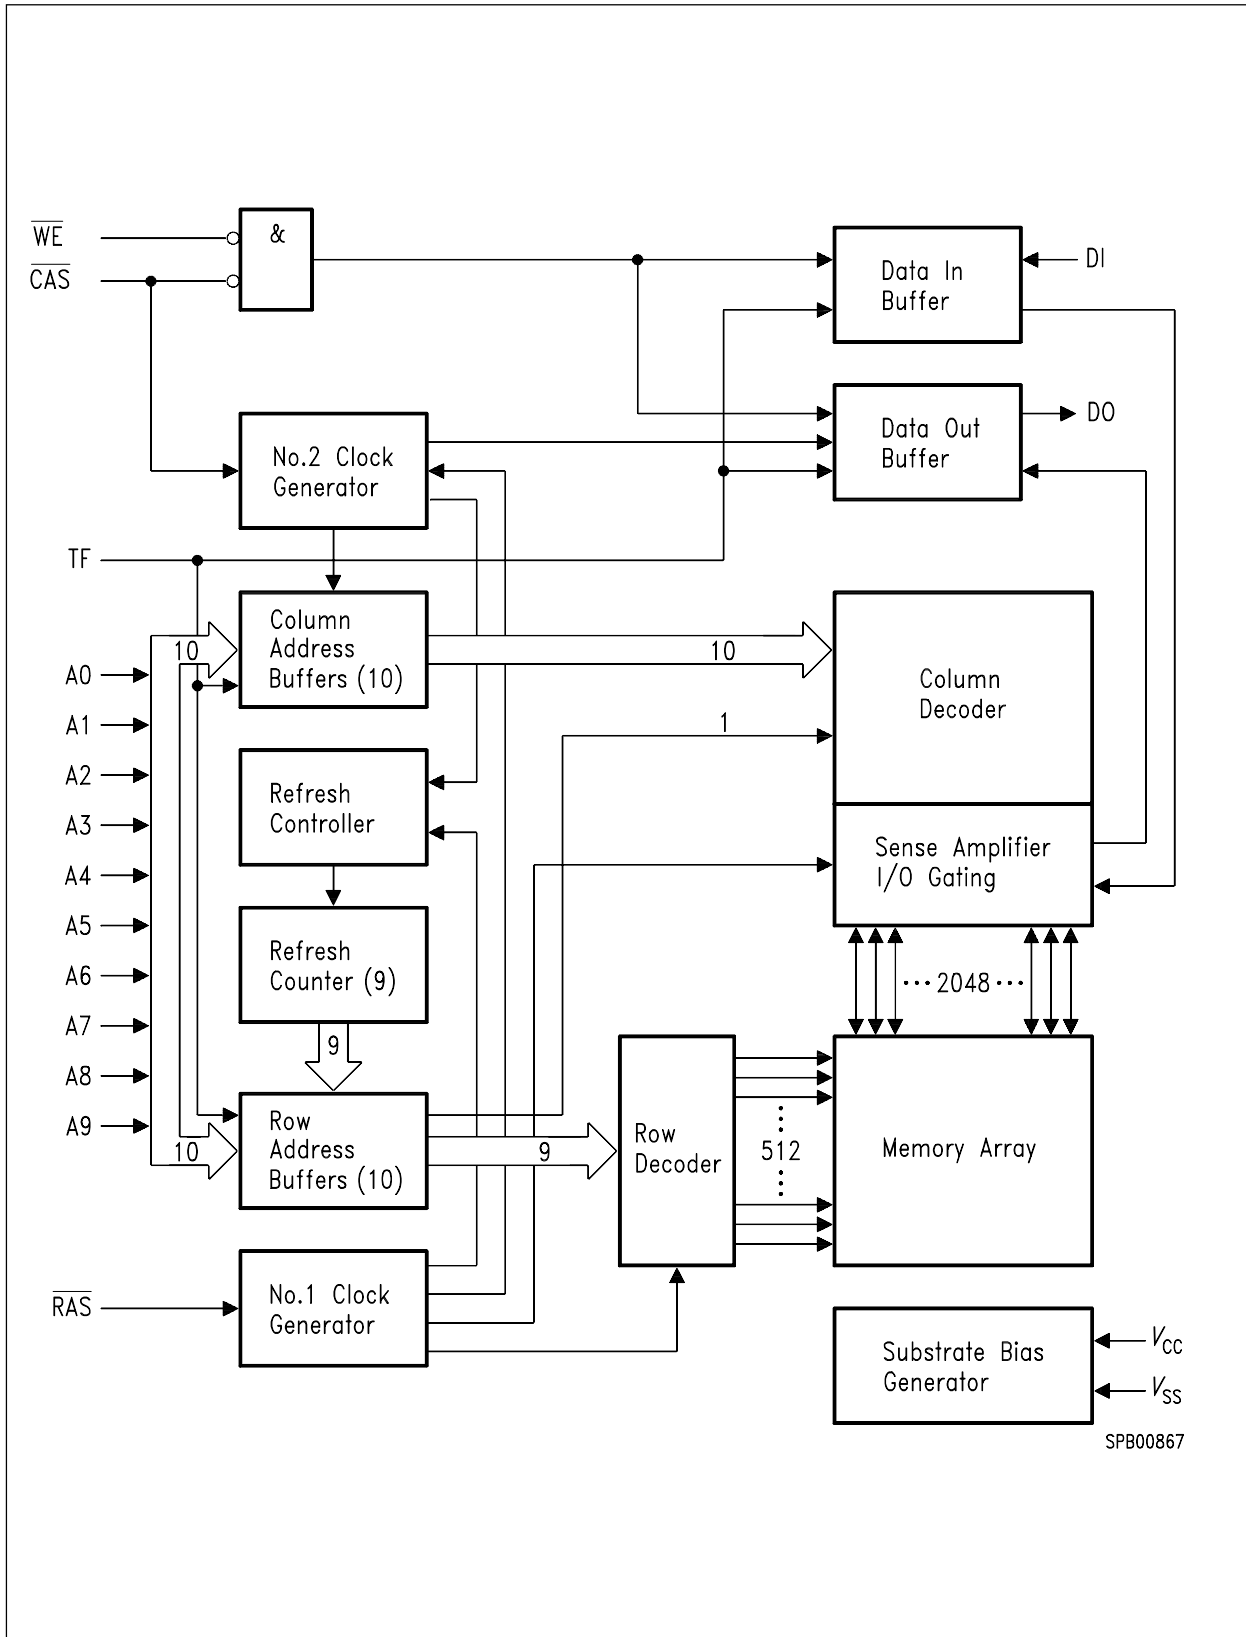 WE
&
CAS
Data In
Buffer
DI
Data Out
Buffer
DO
No.2 Clock
Generator
TF
Column
Address
Buffers (10)
10
10
Column
Decoder
A0
A1
A2
A3
A4
A5
A6
A7
A8
A9
1
Refresh
Controller
Sense Amplifier
I/O Gating
Refresh
Counter (9)
···2048···
9
Row
Address
Buffers (10)
10
9
Row
Decoder
512
Memory Array
RAS
No.1 Clock
Generator
Substrate Bias
Generator
VCC
VSS
SPB00867